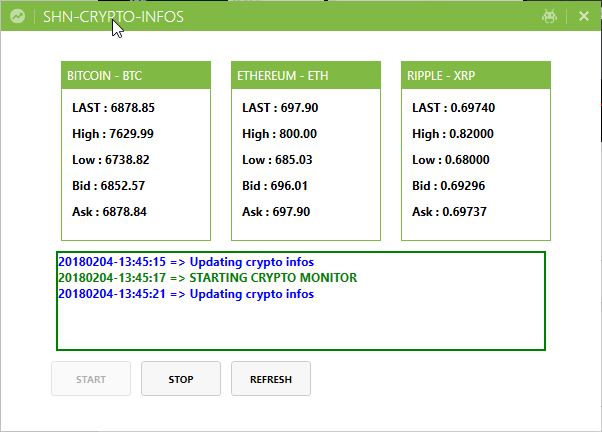 SHN-CRYPTO-INFOS
BITCOIN - BTC
LAST : 6878.85
High : 7629.99
Low : 6738.82
Bid : 6852.57
Ask : 6878.84
ETHEREUM - ETH
LAST : 697.90
High : 800.00
Low : 685.03
Bid : 696.01
Ask : 697.90
RIPPLE - XRP
LAST : 0.69740
High : 0.82000
Low : 0.68000
Bid : 0.69296
Ask : 0.69737
20180204-13:45:15 => Updating crypto infos
20180204-13:45:17 => STARTING CRYPTO MONITOR
20180204-13:45:21 => Updating crypto infos
START
STOP
REFRESH